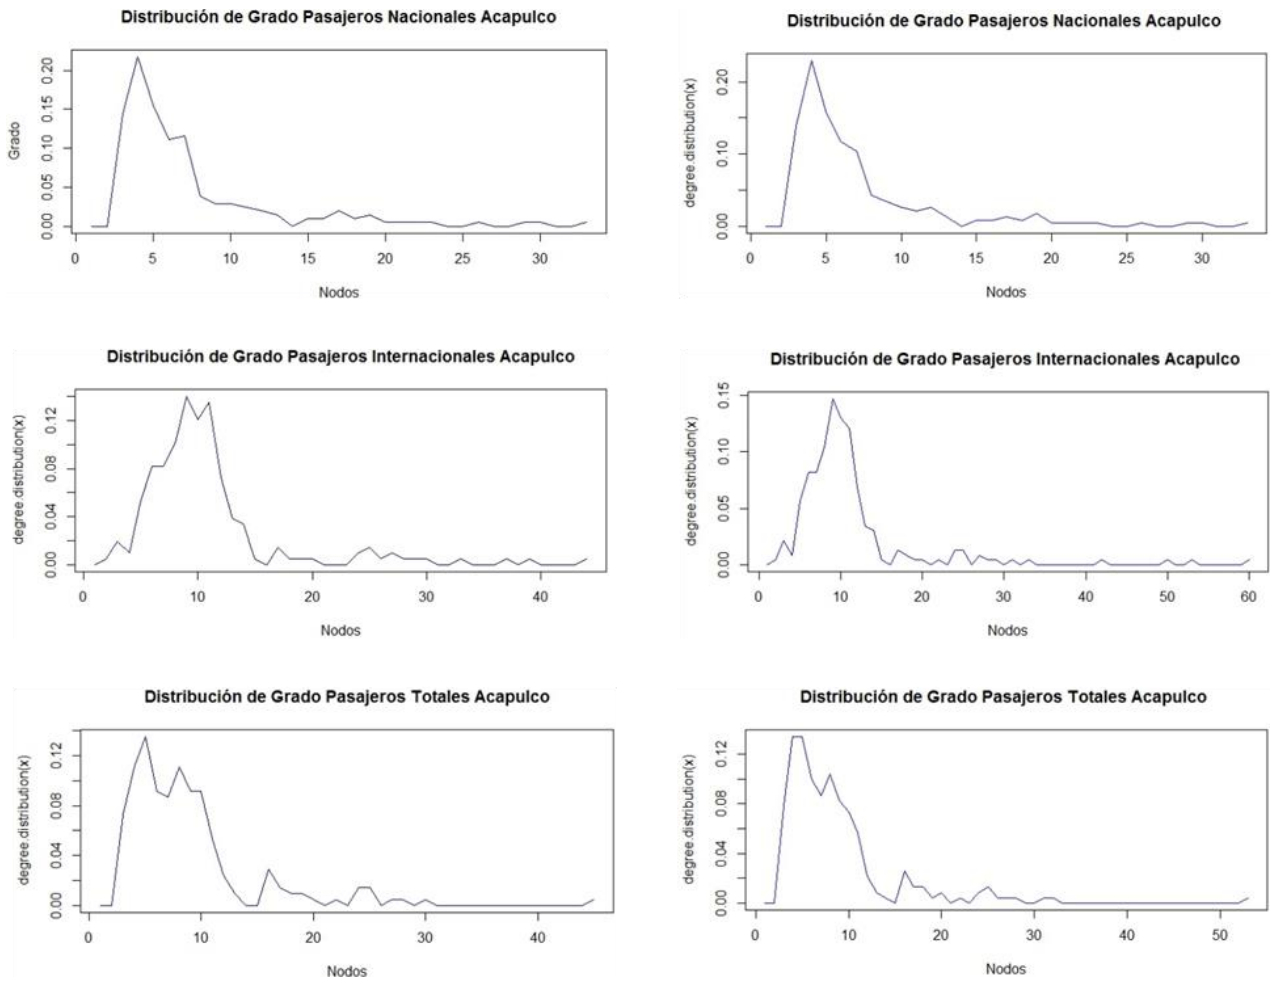 Distribución de Grado Pasajeros Nacionales Acapulco
Grado
0.00 0.05 0.10 0.15 0.20
0 5 10 15 20 25 30
Nodos
Distribución de Grado Pasajeros Nacionales Acapulco
degree.distribution(x)
0.00 0.10 0.20
0 5 10 15 20 25 30
Nodos
Distribución de Grado Pasajeros Internacionales Acapulco
degree.distribution(x)
0.00 0.04 0.08 0.12
0 10 20 30 40
Nodos
Distribución de Grado Pasajeros Internacionales Acapulco
degree.distribution(x)
0.00 0.05 0.10 0.15
0 10 20 30 40 50 60
Nodos
Distribución de Grado Pasajeros Totales Acapulco
degree.distribution(x)
0.00 0.04 0.08 0.12
0 10 20 30 40
Nodos
Distribución de Grado Pasajeros Totales Acapulco
degree.distribution(x)
0.00 0.04 0.08 0.12
0 10 20 30 40 50
Nodos